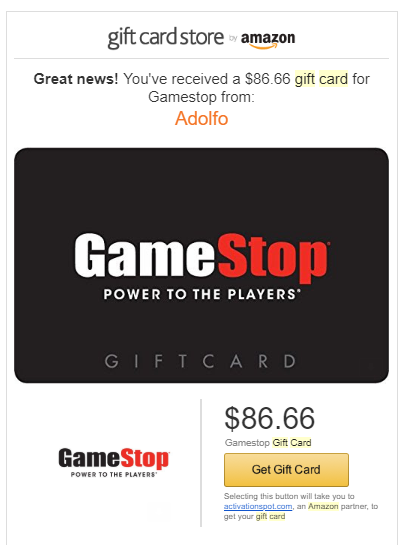 gift card store by amazon
Great news! You've received a $86.66 gift card for
Gamestop from:
Adolfo
GameStop
POWER TO THE PLAYERS
GIFTCARD
$86.66
Gamestop Gift Card
GameStop
POWER TO THE PLAYERS
Get Gift Card
Selecting this button will take you to
activationspot.com, an Amazon partner, to
get your gift card